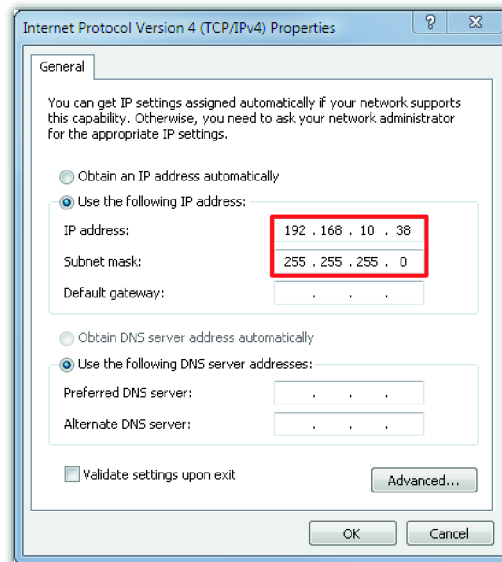 Internet Protocol Version 4 (TCP/IPv4) Properties
General
You can get IP settings assigned automatically if your network supports
this capability. Otherwise, you need to ask your network administrator
for the appropriate IP settings.
Obtain an IP address automatically
Use the following IP address:
IP address: 192 . 168 . 10 . 38
Subnet mask: 255 . 255 . 255 . 0
Default gateway: . . .
Obtain DNS server address automatically
Use the following DNS server addresses:
Preferred DNS server: . . .
Alternate DNS server: . . .
Validate settings upon exit
Advanced...
OK Cancel